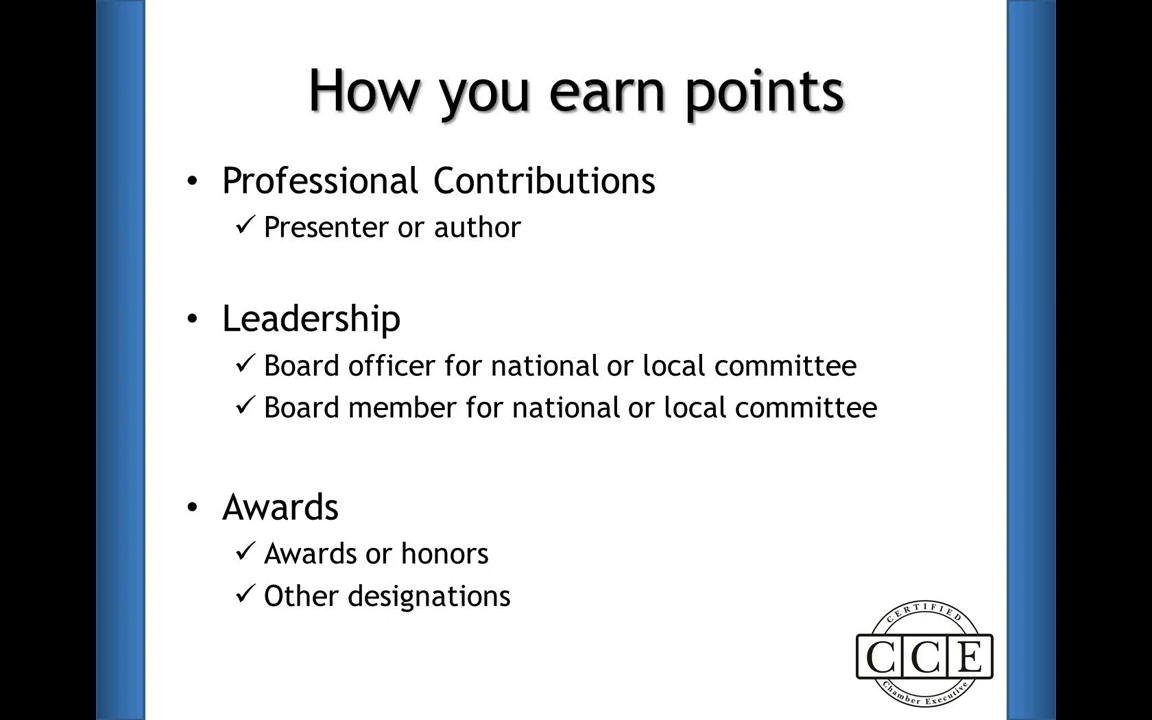 How you earn points
• Professional Contributions
✓ Presenter or author
• Leadership
✓ Board officer for national or local committee
✓ Board member for national or local committee
• Awards
✓ Awards or honors
✓ Other designations
CERTIFIED
CCE
Chamber Executive